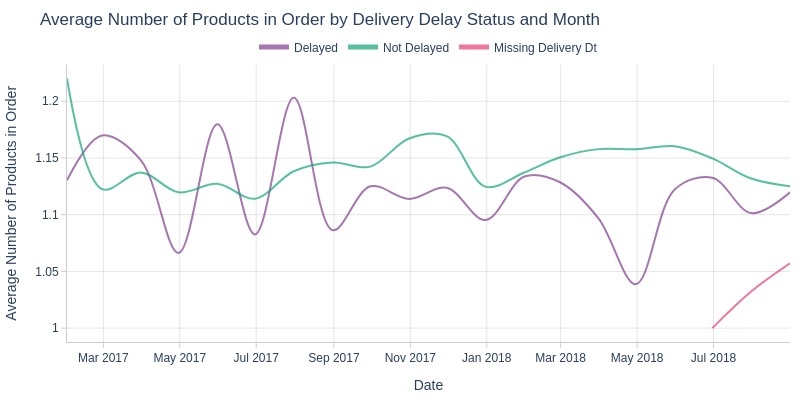 Average Number of Products in Order by Delivery Delay Status and Month
Delayed Not Delayed Missing Delivery Dt
Average Number of Products in Order
1.2
1.15
1.1
1.05
1
Mar 2017 May 2017 Jul 2017 Sep 2017 Nov 2017 Jan 2018 Mar 2018 May 2018 Jul 2018
Date